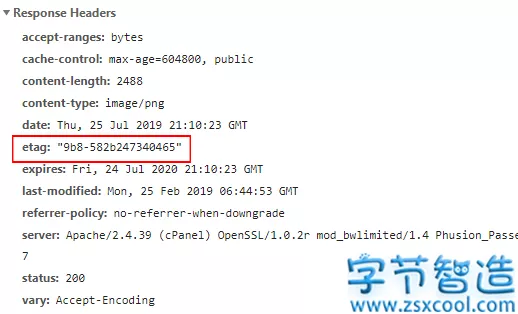 Response Headers
accept-ranges: bytes
cache-control: max-age=604800, public
content-length: 2488
content-type: image/png
date: Thu, 25 Jul 2019 21:10:23 GMT
etag: "9b8-582b247340465"
expires: Fri, 24 Jul 2020 21:10:23 GMT
last-modified: Mon, 25 Feb 2019 06:44:53 GMT
referrer-policy: no-referrer-when-downgrade
server: Apache/2.4.39 (cPanel) OpenSSL/1.0.2r mod_bwlimited/1.4 Phusion_Passe
7
status: 200
vary: Accept-Encoding
字节智造
www.zsxcool.com